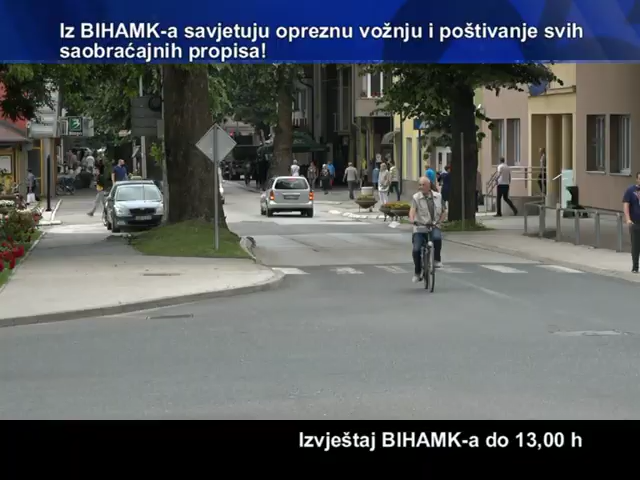 Iz BIHAMK-a savjetuju opreznu vožnju i poštivanje svih
saobraćajnih propisa!
Izvještaj BIHAMK-a do 13,00 h